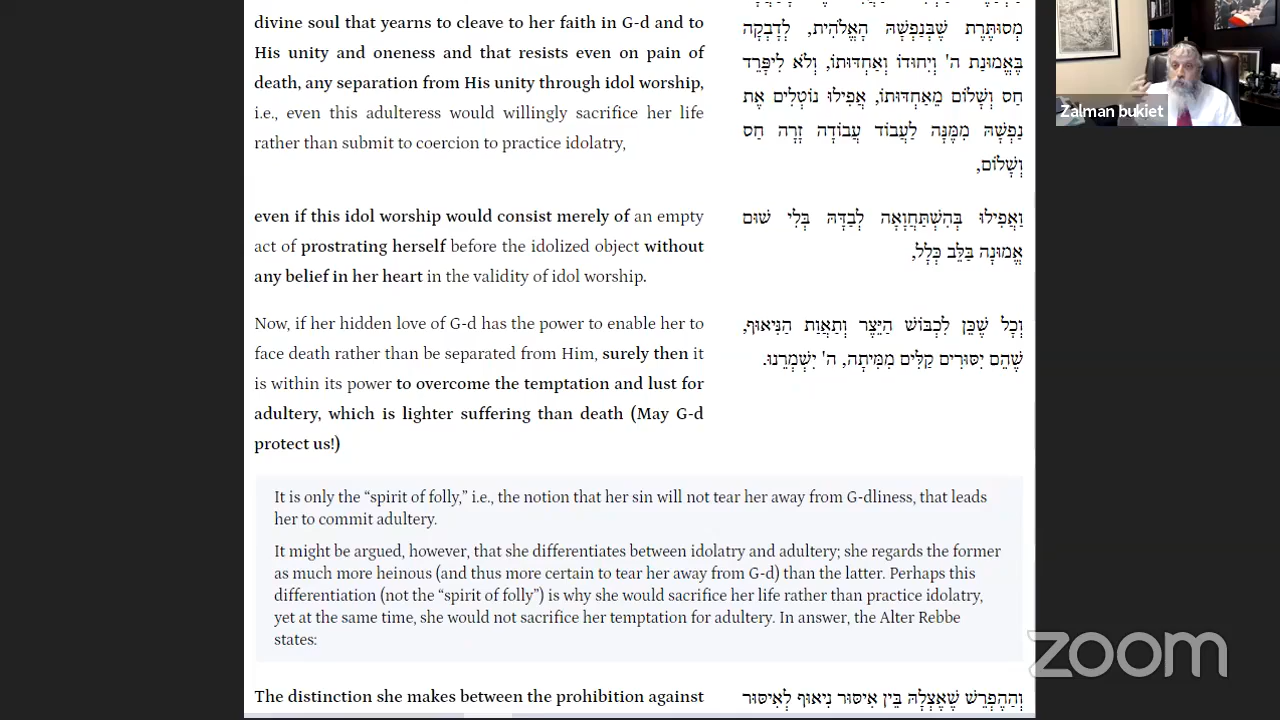 divine soul that yearns to cleave to her faith in G-d and to
His unity and oneness and that resists even on pain of
death, any separation from His unity through idol worship,
i.e., even this adulteress would willingly sacrifice her life
rather than submit to coercion to practice idolatry,
even if this idol worship would consist merely of an empty
act of prostrating herself before the idolized object without
any belief in her heart in the validity of idol worship.
Now, if her hidden love of G-d has the power to enable her to
face death rather than be separated from Him, surely then it
is within its power to overcome the temptation and lust for
adultery, which is lighter suffering than death (May G-d
protect us!)
מְסוּתֶּרֶת שֶׁבְּנַפְשָׁהּ הָאֱלֹהִית, לְדָבְקָה
בֶּאֱמוּנַת ה' וְיִחוּדוֹ וְאַחְדוּתוֹ, וְלֹא לִיפָּרֵד
חַס וְשָׁלוֹם מֵאַחְדוּתוֹ, אֲפִילוּ נוֹטְלִים אֶת
נַפְשָׁהּ מִמֶּנָּה לַעֲבוֹד עֲבוֹדָה זָרָה חַס
וְשָׁלוֹם,
וַאֲפִילוּ בְּהִשְׁתַּחֲוָאָה לְבַדָּהּ בְּלִי שׁוּם
אֱמוּנָה בַּלֵּב כְּלָל,
וְכָל שֶׁכֵּן לִכְבּוֹשׁ הַיֵּצֶר וְתַאֲוַת הַנִּיאוּף,
שֶׁהֵם יִסּוּרִים קַלִּים מִמִּיתָה, ה' יִשְׁמְרֵנוּ.
It is only the “spirit of folly,” i.e., the notion that her sin will not tear her away from G-dliness, that leads
her to commit adultery.
It might be argued, however, that she differentiates between idolatry and adultery; she regards the former
as much more heinous (and thus more certain to tear her away from G-d) than the latter. Perhaps this
differentiation (not the “spirit of folly”) is why she would sacrifice her life rather than practice idolatry,
yet at the same time, she would not sacrifice her temptation for adultery. In answer, the Alter Rebbe
states:
The distinction she makes between the prohibition against
וְהַהֶפְרֵשׁ שֶׁאֶצְלָהּ בֵּין אִיסּוּר נִיאוּף לְאִיסּוּר
Zalman bukiet
zoom